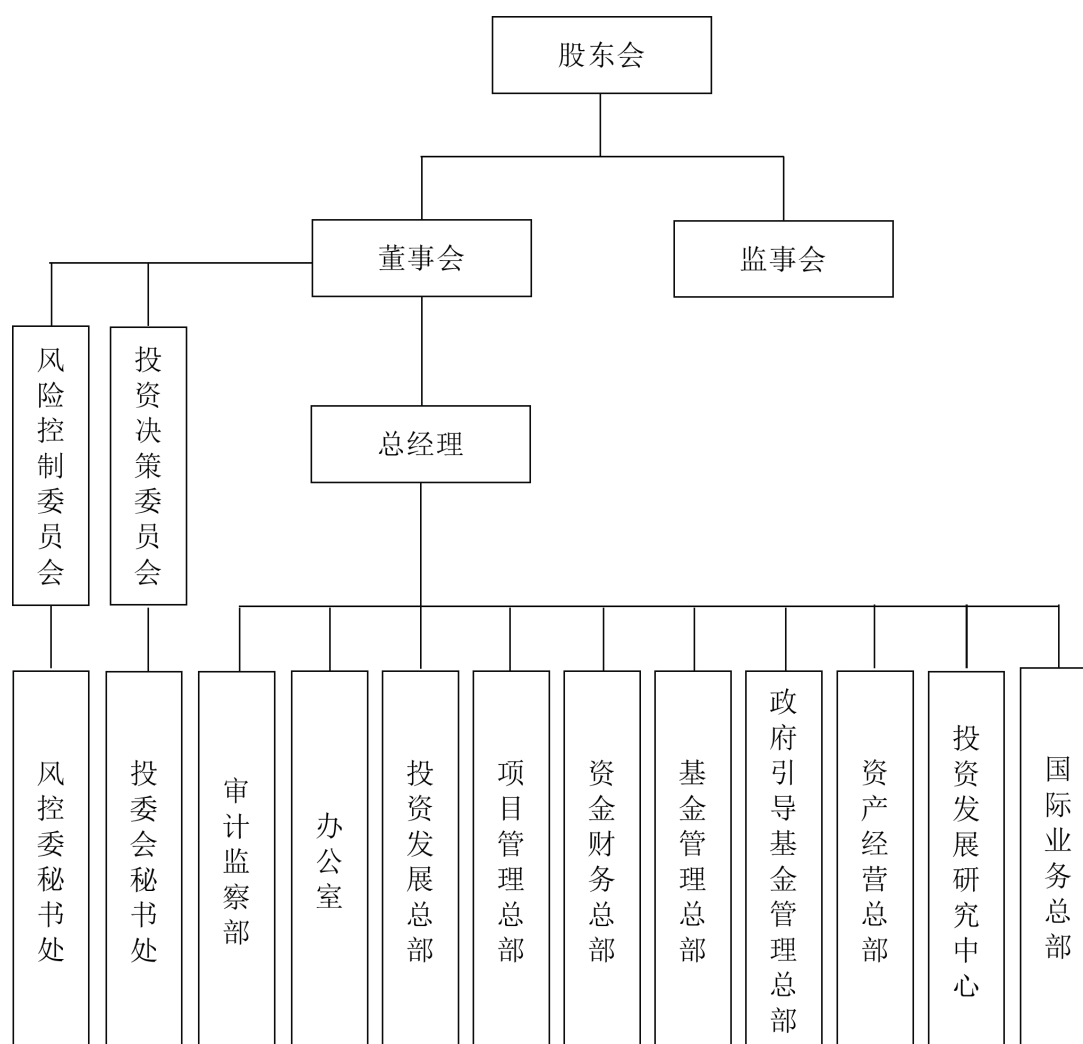 股东会
董事会
监事会
风险控制委员会
投资决策委员会
总经理
风控委秘书处
投委会秘书处
审计监察部
办公室
投资发展总部
项目管理总部
资金财务总部
基金管理总部
政府引导基金管理总部
资产经营总部
投资发展研究中心
国际业务总部